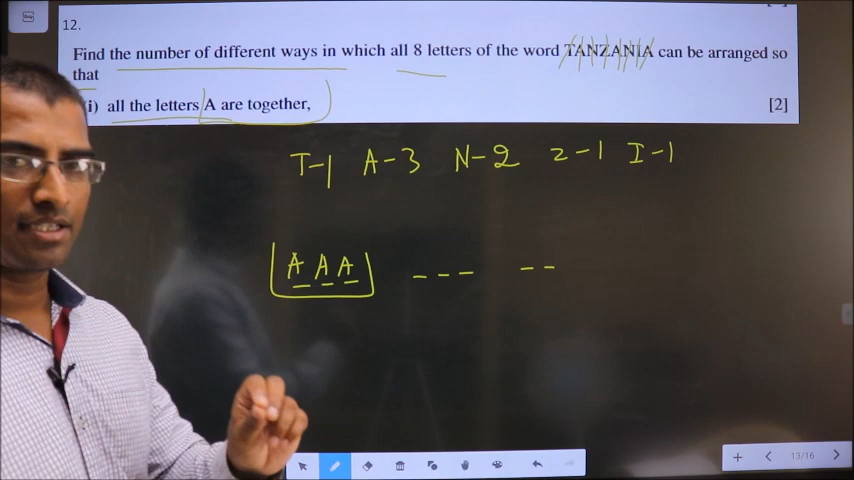 12.
Find the number of different ways in which all 8 letters of the word TANZANIA can be arranged so
that
(i) all the letters A are together,
[2]
T-1 A-3 N-2 Z-1 I-1
A A A _ _ _ _ _
13/16